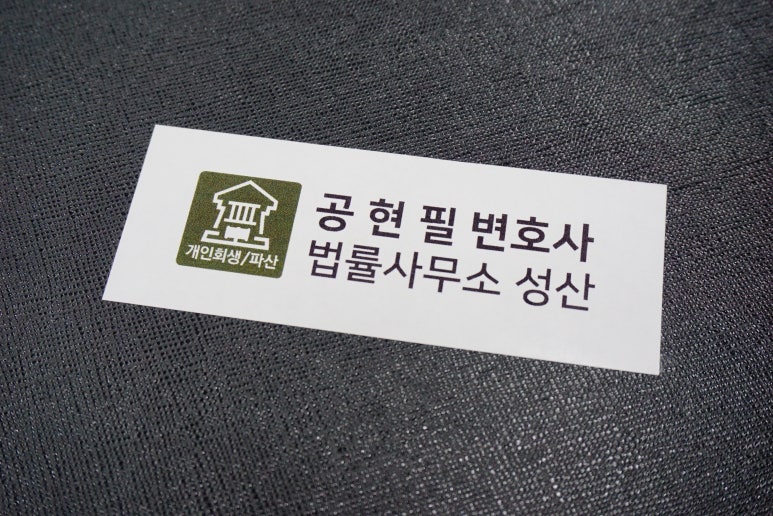 개인회생/파산
공 현 필 변호사
법률사무소 성산